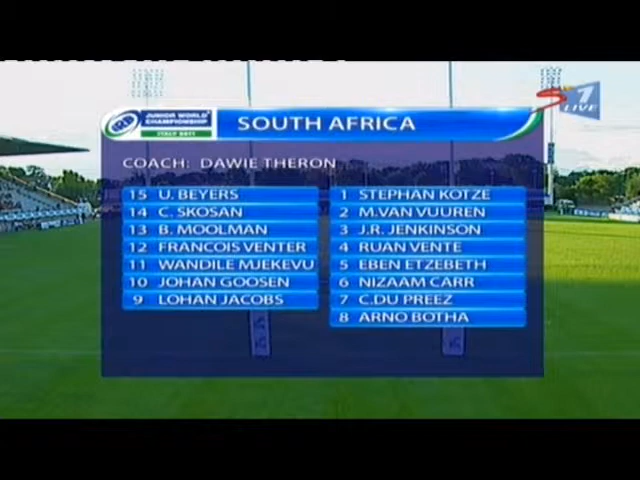 S 1
LIVE
IRB
JUNIOR WORLD
CHAMPIONSHIP
ITALY 2011
SOUTH AFRICA
COACH: DAWIE THERON
15 U. BEYERS
14 C. SKOSAN
13 B. MOOLMAN
12 FRANCOIS VENTER
11 WANDILE MJEKEVU
10 JOHAN GOOSEN
9 LOHAN JACOBS
1 STEPHAN KOTZE
2 M.VAN VUUREN
3 J.R. JENKINSON
4 RUAN VENTE
5 EBEN ETZEBETH
6 NIZAAM CARR
7 C.DU PREEZ
8 ARNO BOTHA